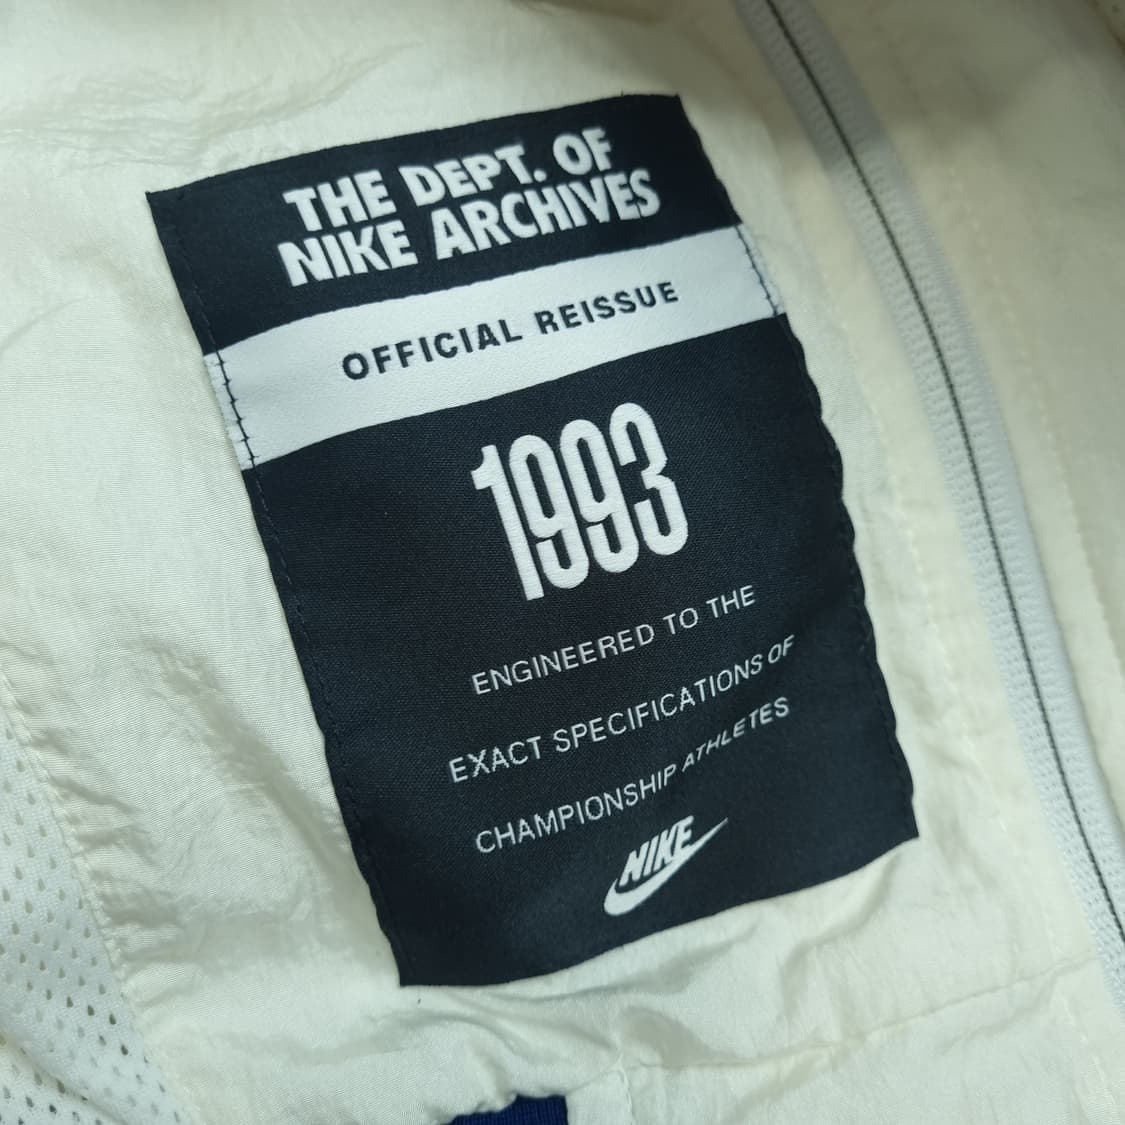 THE DEPT. OF
NIKE ARCHIVES
OFFICIAL REISSUE
1993
ENGINEERED TO THE
EXACT SPECIFICATIONS OF
CHAMPIONSHIP ATHLETES
NIKE